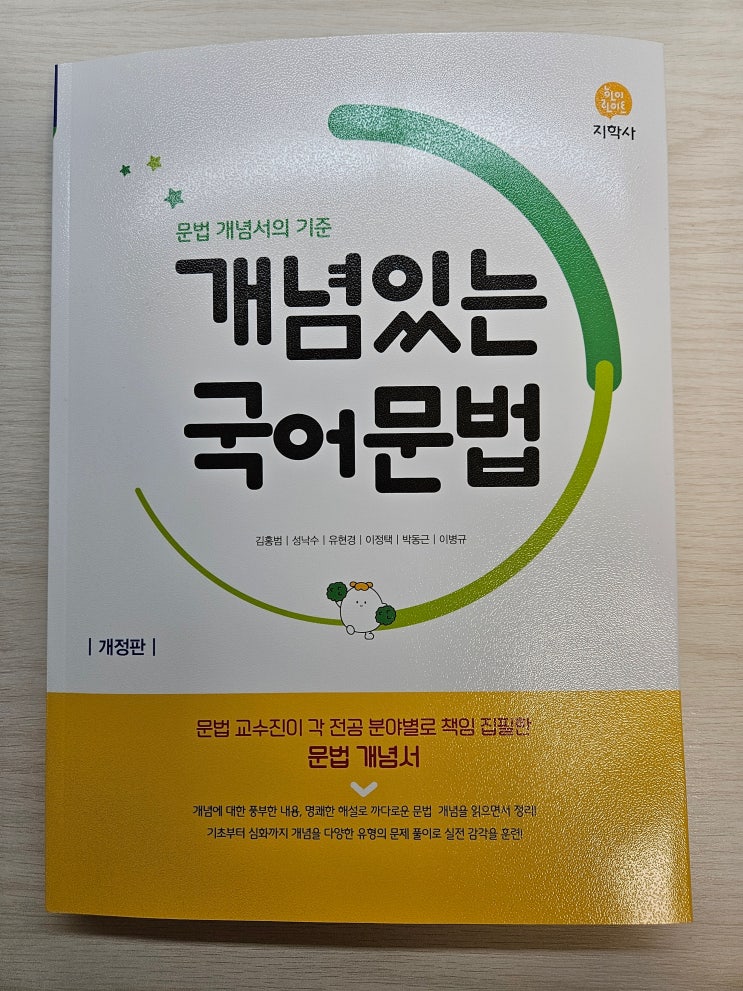 지학사
문법 개념서의 기준
개념있는
국어문법
김홍범 | 성낙수 | 유현경 | 이정택 | 박동근 | 이병규
| 개정판 |
문법 교수진이 각 전공 분야별로 책임 집필한
문법 개념서
개념에 대한 풍부한 내용, 명쾌한 해설로 까다로운 문법 개념을 읽으면서 정리!
기초부터 심화까지 개념을 다양한 유형의 문제 풀이로 실전 감각을 훈련!